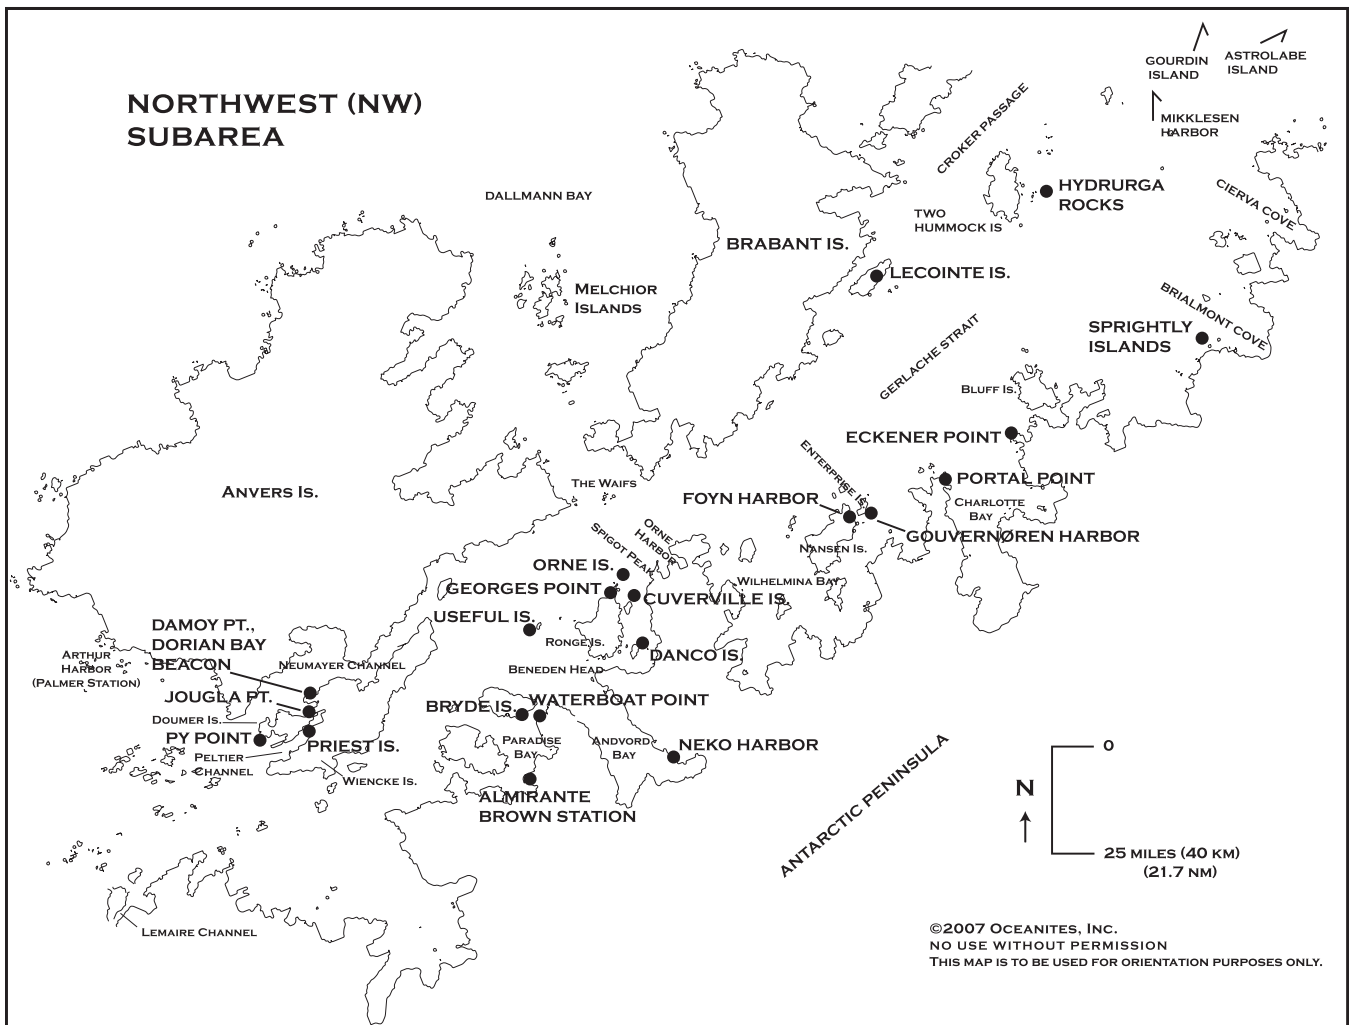 NORTHWEST (NW)
SUBAREA
GOURDIN
ISLAND
ASTROLABE
ISLAND
MIKKLESEN
HARBOR
CROKER PASSAGE
HYDRURGA
ROCKS
CIERVA COVE
DALLMANN BAY
TWO
HUMMOCK IS
BRABANT IS.
LECOINTE IS.
MELCHIOR
ISLANDS
BRIALMONT COVE
SPRIGHTLY
ISLANDS
GERLACHE STRAIT
BLUFF IS.
ECKENER POINT
ENTERPRISE IS.
PORTAL POINT
THE WAIFS
ANVERS IS.
FOYN HARBOR
CHARLOTTE
BAY
GOUVERNØREN HARBOR
NANSEN IS.
ORNE
HARBOR
SPIGOT PEAK
ORNE IS.
WILHELMINA BAY
GEORGES POINT
CUVERVILLE IS.
USEFUL IS.
RONGE IS.
DANCO IS.
DAMOY PT.,
DORIAN BAY
BEACON
ARTHUR
HARBOR
(PALMER STATION)
NEUMAYER CHANNEL
BENEDEN HEAD
JOUGLA PT.
BRYDE IS.
WATERBOAT POINT
DOUMER IS.
PY POINT
PRIEST IS.
PARADISE
BAY
ANDVORD
BAY
NEKO HARBOR
PELTIER
CHANNEL
WIENCKE IS.
ALMIRANTE
BROWN STATION
ANTARCTIC PENINSULA
N
0
25 MILES (40 KM)
(21.7 NM)
LEMAIRE CHANNEL
©2007 OCEANITES, INC.
NO USE WITHOUT PERMISSION
THIS MAP IS TO BE USED FOR ORIENTATION PURPOSES ONLY.